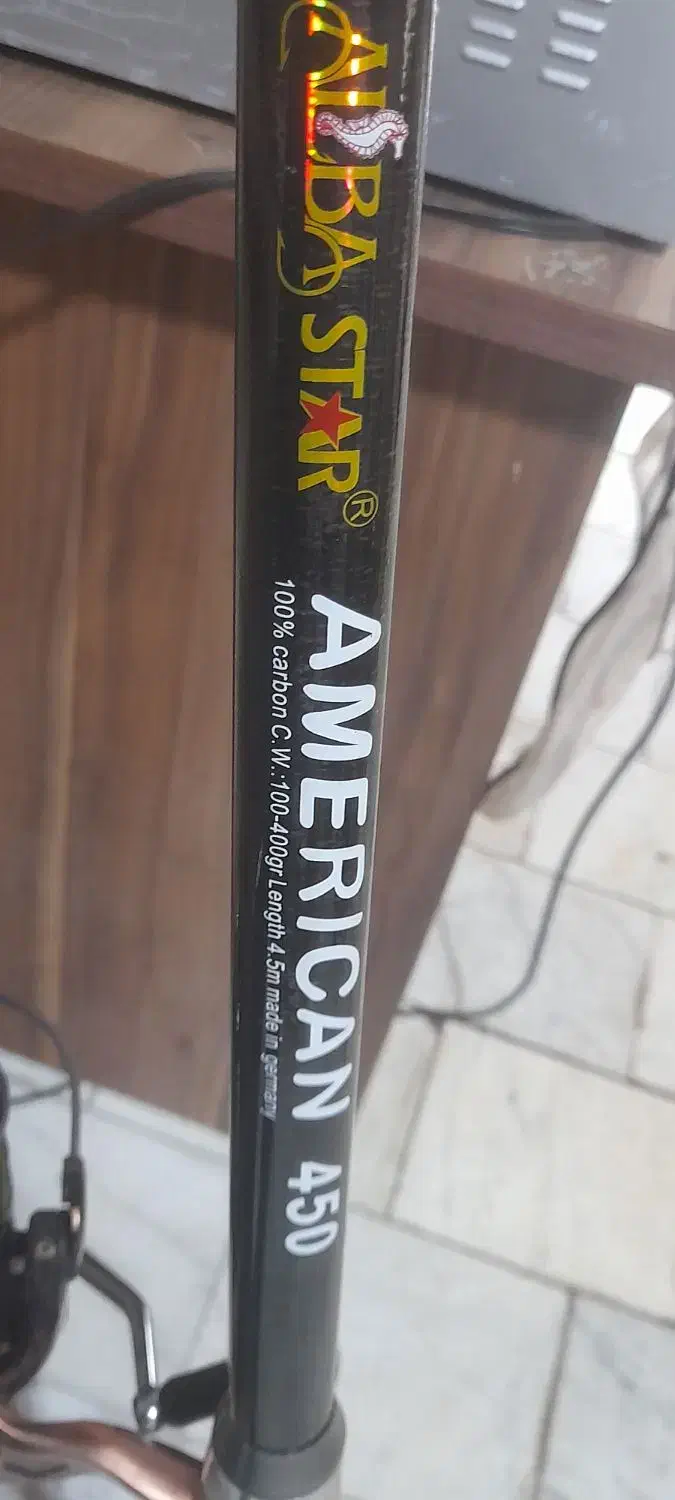 ALBA STAR®
AMERICAN 450
100% carbon C.W.:100-400gr Length 4.5m made in germany